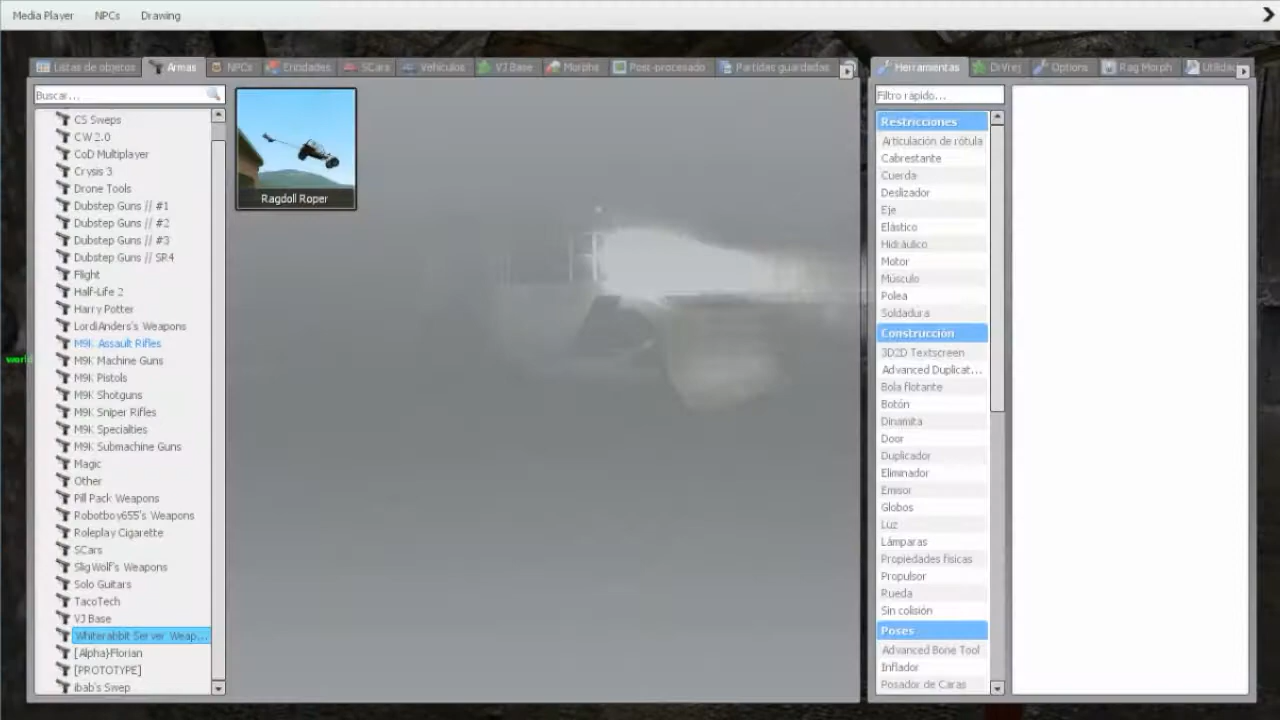 Media Player NPCs Drawing
Listas de objetos Armas NPCs Entidades SCars Vehículos VJ Base Morphs Post-procesado Partidas guardadas
Herramientas DiVrej Options Rag Morph Utilidad
Buscar...
CS Sweps
CW 2.0
CoD Multiplayer
Crysis 3
Drone Tools
Dubstep Guns // #1
Dubstep Guns // #2
Dubstep Guns // #3
Dubstep Guns // SR4
Flight
Half-Life 2
Harry Potter
LordiAnders's Weapons
M9K Assault Rifles
M9K Machine Guns
M9K Pistols
M9K Shotguns
M9K Sniper Rifles
M9K Specialties
M9K Submachine Guns
Magic
Other
Pill Pack Weapons
Robotboy655's Weapons
Roleplay Cigarette
SCars
SligWolf's Weapons
Solo Guitars
TacoTech
VJ Base
Whiterabbit Server Weap...
[Alpha}Florian
[PROTOTYPE]
ibab's Swep
world
Ragdoll Roper
Filtro rápido...
Restricciones
Articulación de rótula
Cabrestante
Cuerda
Deslizador
Eje
Elástico
Hidráulico
Motor
Músculo
Polea
Soldadura
Construcción
3D2D Textscreen
Advanced Duplicat...
Bola flotante
Botón
Dinamita
Door
Duplicador
Eliminador
Emisor
Globos
Luz
Lámparas
Propiedades físicas
Propulsor
Rueda
Sin colisión
Poses
Advanced Bone Tool
Inflador
Posador de Caras